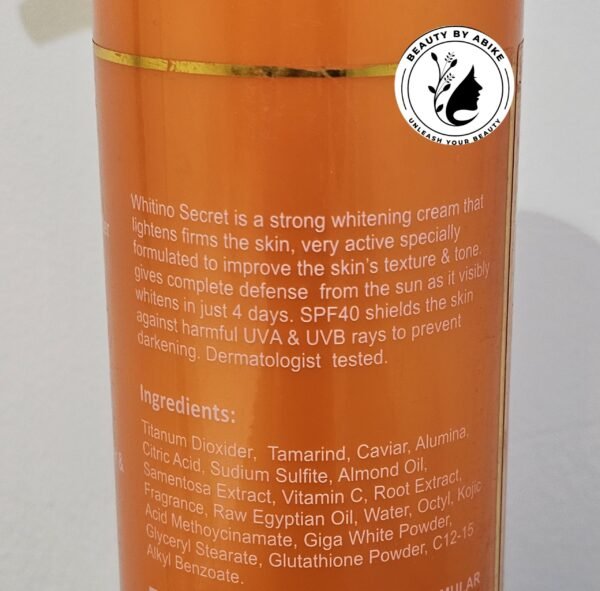 BEAUTY BY ABIKE
UNLEASH YOUR BEAUTY
Whitino Secret is a strong whitening cream that
lightens firms the skin, very active specially
formulated to improve the skin's texture & tone.
gives complete defense from the sun as it visibly
whitens in just 4 days. SPF40 shields the skin
against harmful UVA & UVB rays to prevent
darkening. Dermatologist tested.
Ingredients:
Titanum Dioxider, Tamarind, Caviar, Alumina,
Citric Acid, Sudium Sulfite, Almond Oil,
Samentosa Extract, Vitamin C, Root Extract,
Fragrance, Raw Egyptian Oil, Water, Octyl, Kojic
Acid Methoycinamate, Giga White Powder,
Glyceryl Stearate, Glutathione Powder, C12-15
Alkyl Benzoate.
&